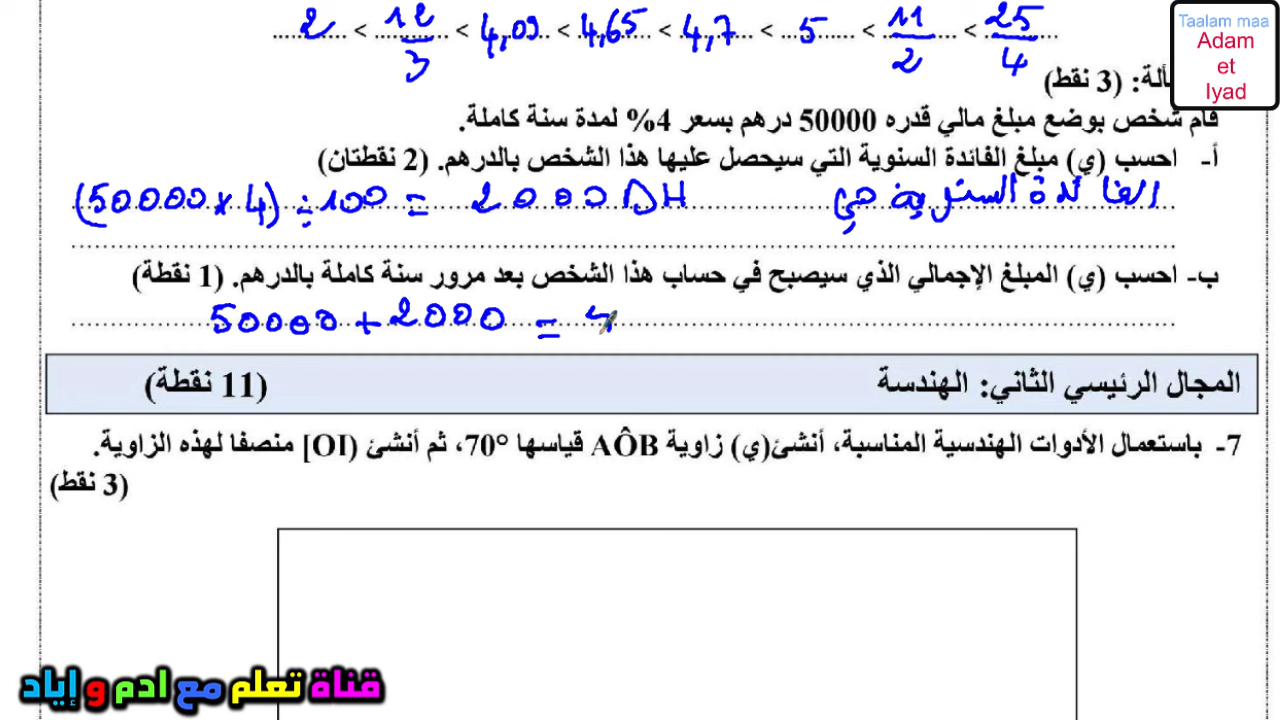 2 < 12/3 < 4,09 < 4,65 < 4,7 < 5 < 11/2 < 25/4
Taalam maa
Adam
et
Iyad
ألة: (3 نقط)
قام شخص بوضع مبلغ مالي قدره 50000 درهم بسعر 4% لمدة سنة كاملة.
أ- احسب (ي) مبلغ الفائدة السنوية التي سيحصل عليها هذا الشخص بالدرهم. (2 نقطتان)
الفائدة السنوية هي (50000 × 4) ÷ 100 = 2000 DH
ب- احسب (ي) المبلغ الإجمالي الذي سيصبح في حساب هذا الشخص بعد مرور سنة كاملة بالدرهم. (1 نقطة)
50000 + 2000 =
المجال الرئيسي الثاني: الهندسة (11 نقطة)
7- باستعمال الأدوات الهندسية المناسبة، أنشئ(ي) زاوية AÔB قياسها 70°، ثم أنشئ (OI] منصفا لهذه الزاوية.
(3 نقط)
قناة تعلم مع ادم و إياد